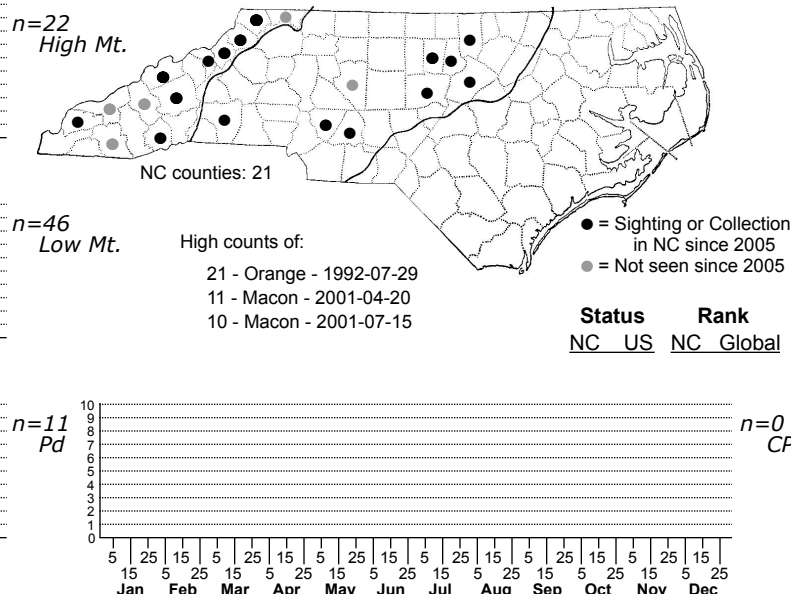 n=22
High Mt.
NC counties: 21
n=46
Low Mt.
High counts of:
21 - Orange - 1992-07-29
11 - Macon - 2001-04-20
10 - Macon - 2001-07-15
= Sighting or Collection
in NC since 2005
= Not seen since 2005
Status Rank
NC US NC Global
n=11
Pd
n=0
CP
10
9
8
7
6
5
4
3
2
1
0
5 25 15 5 25 15 5 25 15 5 25 15 5 25 15 5 25 15
15 5 25 15 5 25 15 5 25 15 5 25 15 5 25 15 5 25
Jan Feb Mar Apr May Jun Jul Aug Sep Oct Nov Dec